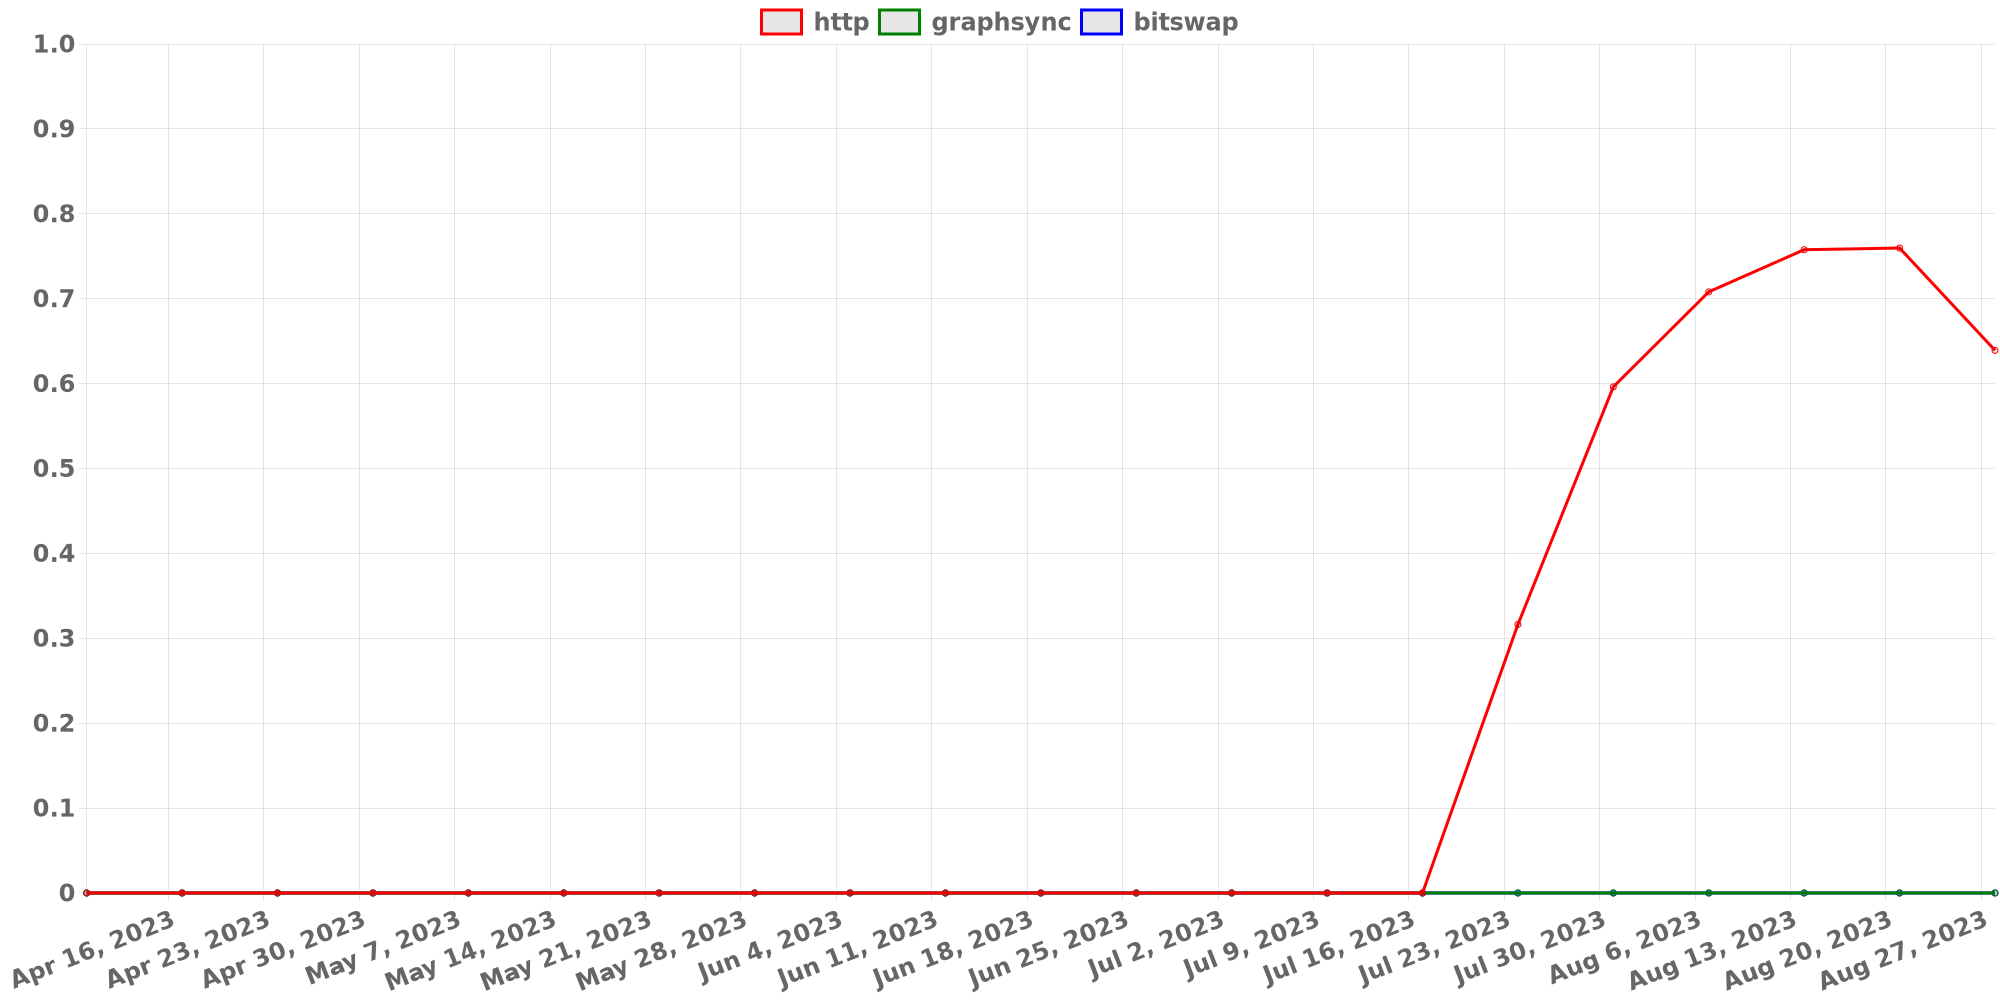 http graphsync bitswap
1.0
0.9
0.8
0.7
0.6
0.5
0.4
0.3
0.2
0.1
0
Apr 16, 2023
Apr 23, 2023
Apr 30, 2023
May 7, 2023
May 14, 2023
May 21, 2023
May 28, 2023
Jun 4, 2023
Jun 11, 2023
Jun 18, 2023
Jun 25, 2023
Jul 2, 2023
Jul 9, 2023
Jul 16, 2023
Jul 23, 2023
Jul 30, 2023
Aug 6, 2023
Aug 13, 2023
Aug 20, 2023
Aug 27, 2023